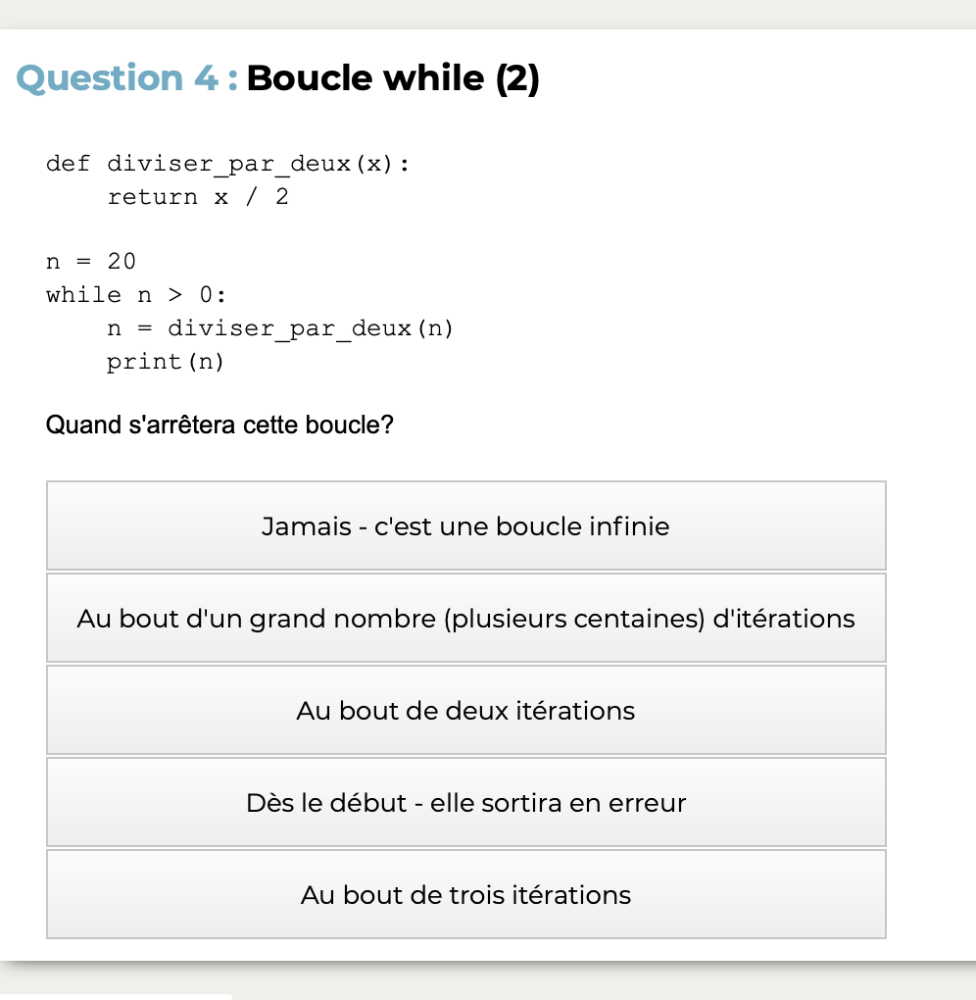 Question 4 : Boucle while (2)
def diviser_par_deux(x):
    return x / 2
n = 20
while n > 0:
    n = diviser_par_deux(n)
    print(n)
Quand s'arrêtera cette boucle?
Jamais - c'est une boucle infinie
Au bout d'un grand nombre (plusieurs centaines) d'itérations
Au bout de deux itérations
Dès le début - elle sortira en erreur
Au bout de trois itérations